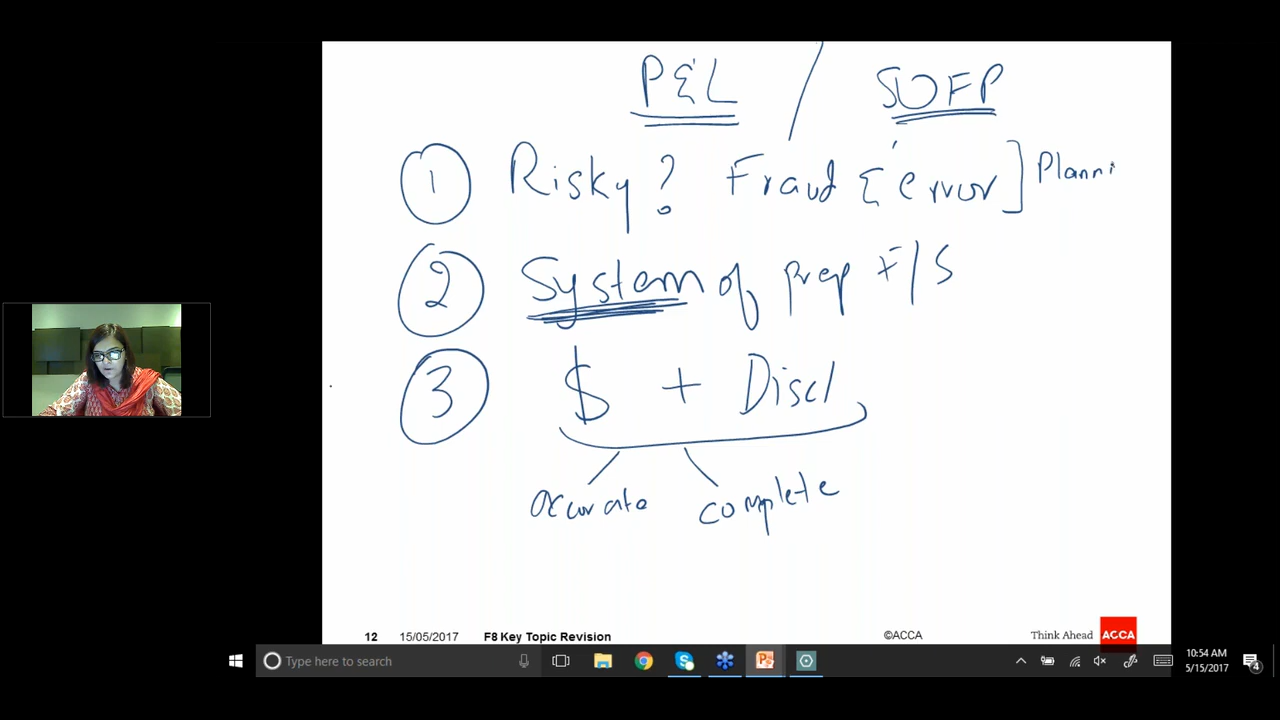 P&L / SOFP
1 Risky? Fraud & error] Planni
2 System of prep F/S
3 $ + Discl
accurate complete
12 15/05/2017 F8 Key Topic Revision ©ACCA Think Ahead ACCA
Type here to search
10:54 AM
5/15/2017
4